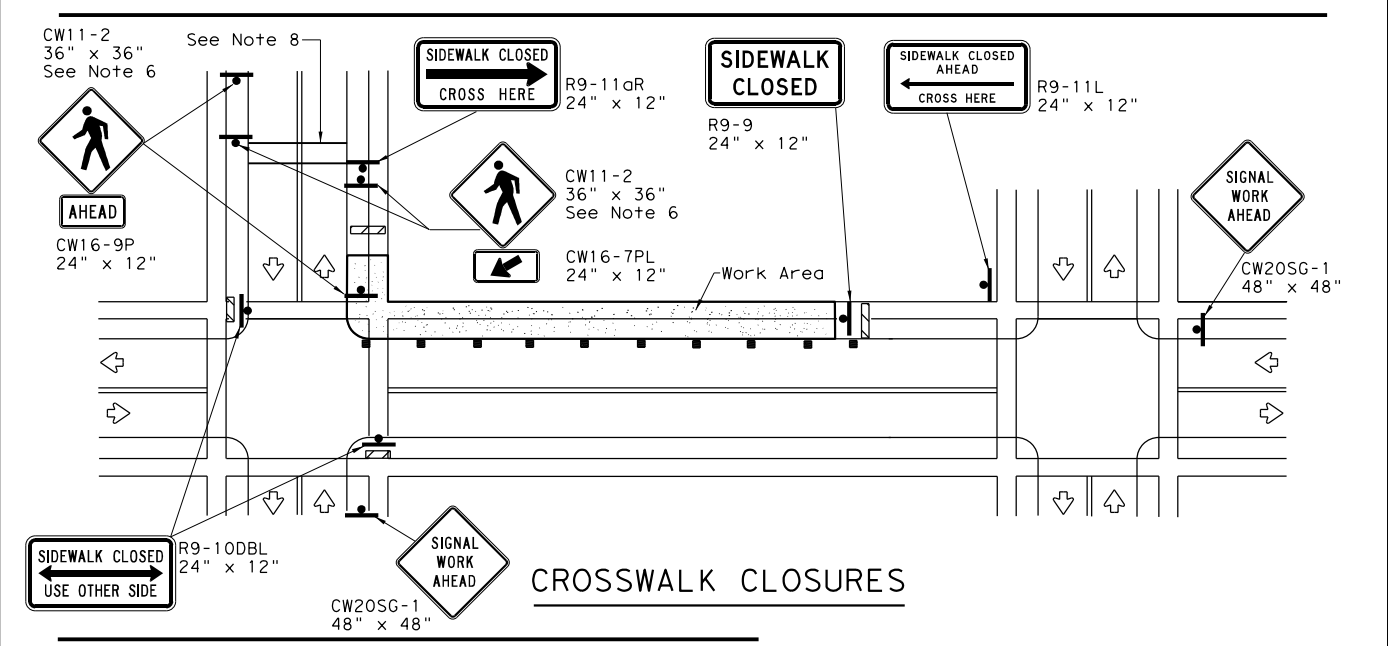 CW11-2
36" x 36"
See Note 6
See Note 8
SIDEWALK CLOSED
CROSS HERE
R9-11aR
24" x 12"
SIDEWALK
CLOSED
R9-9
24" x 12"
SIDEWALK CLOSED
AHEAD
CROSS HERE
R9-11L
24" x 12"
AHEAD
CW16-9P
24" x 12"
CW11-2
36" x 36"
See Note 6
CW16-7PL
24" x 12"
Work Area
SIGNAL
WORK
AHEAD
CW20SG-1
48" x 48"
SIDEWALK CLOSED
USE OTHER SIDE
R9-10DBL
24" x 12"
SIGNAL
WORK
AHEAD
CW20SG-1
48" x 48"
CROSSWALK CLOSURES